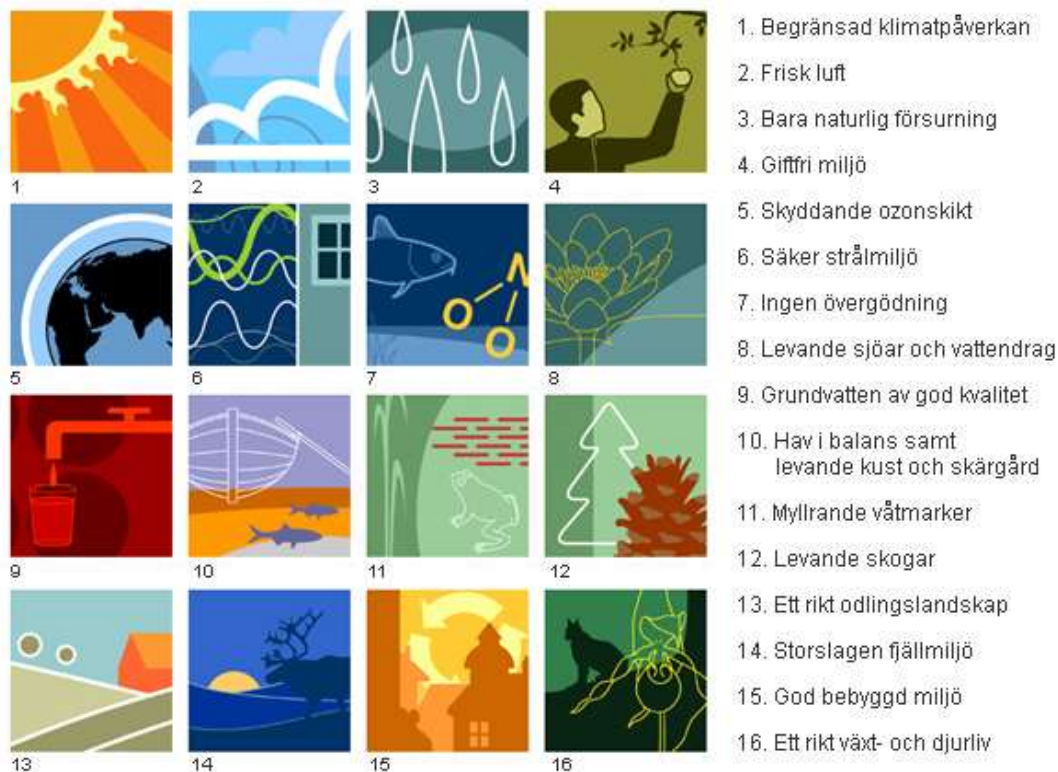 1. Begränsad klimatpåverkan
2. Frisk luft
3. Bara naturlig försurning
4. Giftfri miljö
5. Skyddande ozonskikt
6. Säker strålmiljö
7. Ingen övergödning
8. Levande sjöar och vattendrag
9. Grundvatten av god kvalitet
10. Hav i balans samt
levande kust och skärgård
11. Myllrande våtmarker
12. Levande skogar
13. Ett rikt odlingslandskap
14. Storslagen fjällmiljö
15. God bebyggd miljö
16. Ett rikt växt- och djurliv
1 2 3 4
5 6 7 8
N
O
O
9 10 11 12
13 14 15 16